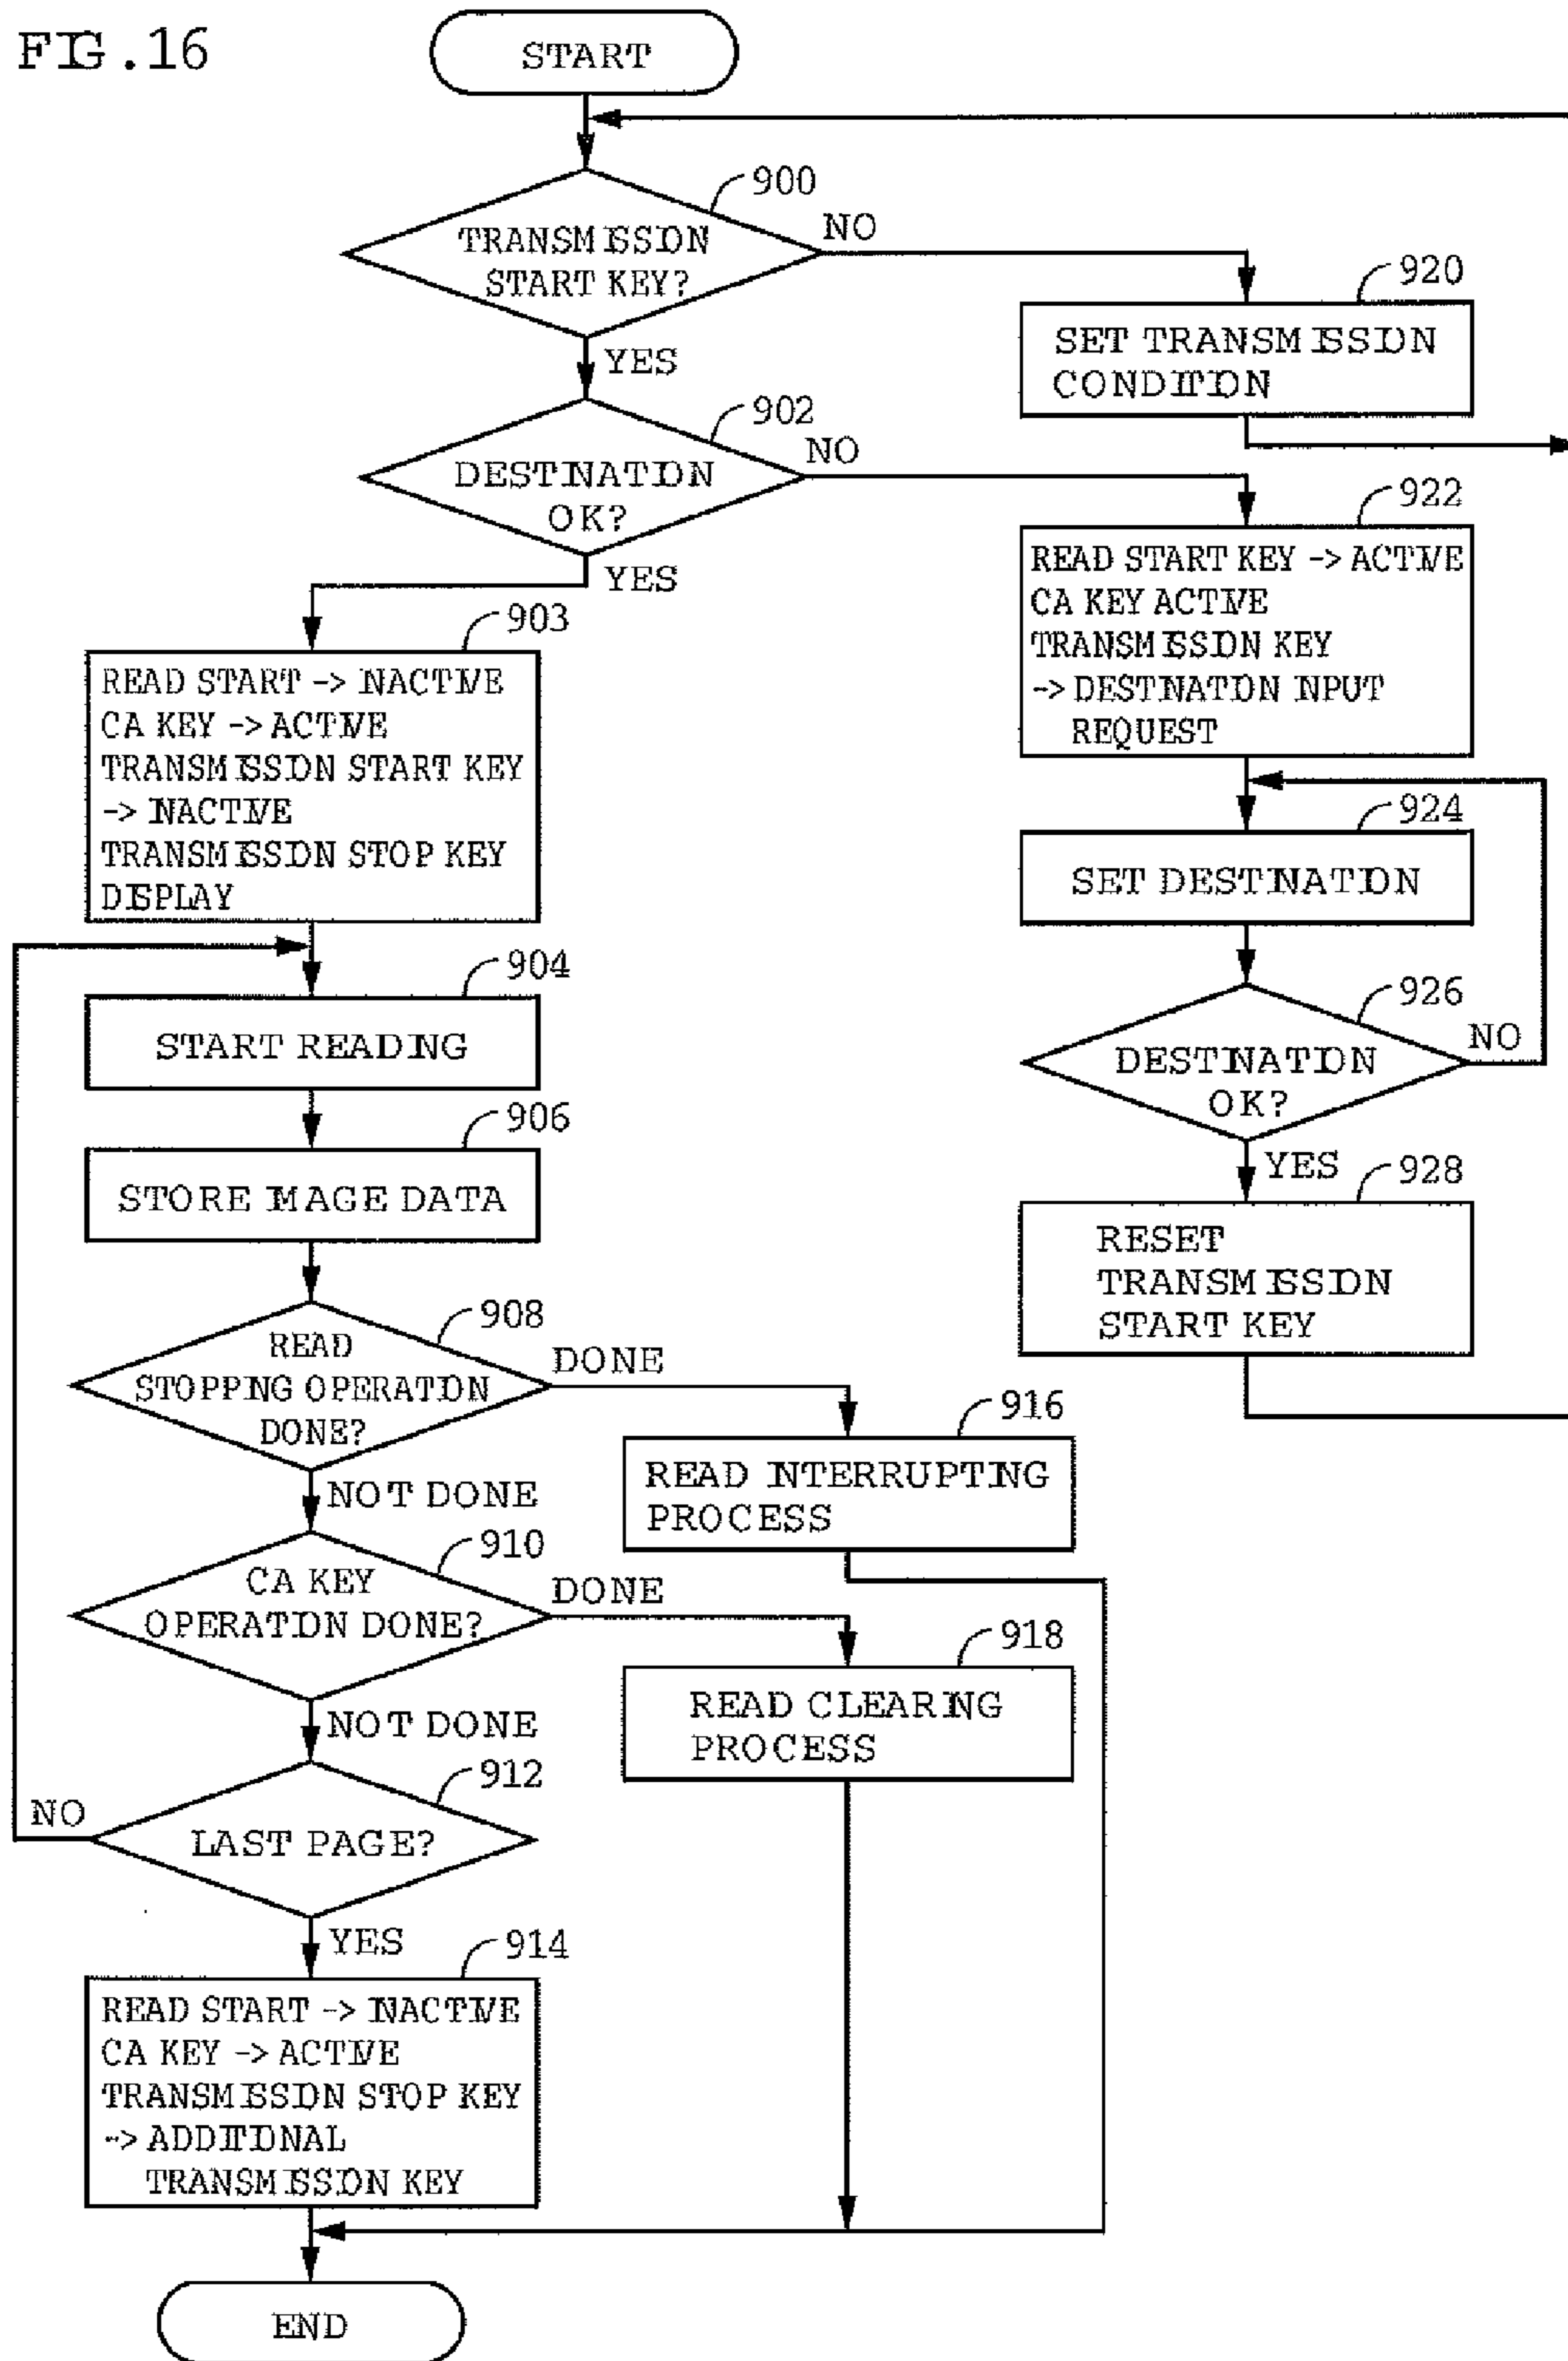 FIG.16
START
900
TRANSMISSION
START KEY?
NO
YES
920
SET TRANSMISSION
CONDITION
902
DESTINATION
OK?
NO
YES
922
READ START KEY -> ACTIVE
CA KEY ACTIVE
TRANSMISSION KEY
-> DESTINATION INPUT
REQUEST
903
READ START -> INACTIVE
CA KEY -> ACTIVE
TRANSMISSION START KEY
-> INACTIVE
TRANSMISSION STOP KEY
DISPLAY
924
SET DESTINATION
904
START READING
926
DESTINATION
OK?
NO
YES
906
STORE IMAGE DATA
928
RESET
TRANSMISSION
START KEY
908
READ
STOPPING OPERATION
DONE?
DONE
NOT DONE
916
READ INTERRUPTING
PROCESS
910
CA KEY
OPERATION DONE?
DONE
NOT DONE
918
READ CLEARING
PROCESS
912
LAST PAGE?
NO
YES
914
READ START -> INACTIVE
CA KEY -> ACTIVE
TRANSMISSION STOP KEY
-> ADDITIONAL
TRANSMISSION KEY
END